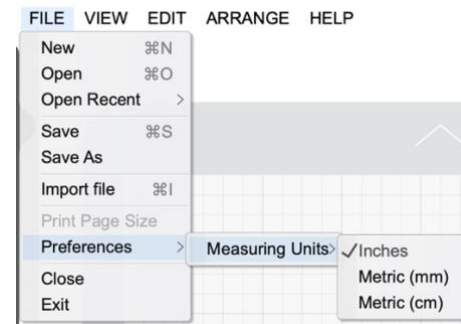 FILE VIEW EDIT ARRANGE HELP
New ⌘N
Open ⌘O
Open Recent >
Save ⌘S
Save As
Import file ⌘I
Print Page Size
Preferences > Measuring Units> ✓Inches
Metric (mm)
Close
Metric (cm)
Exit